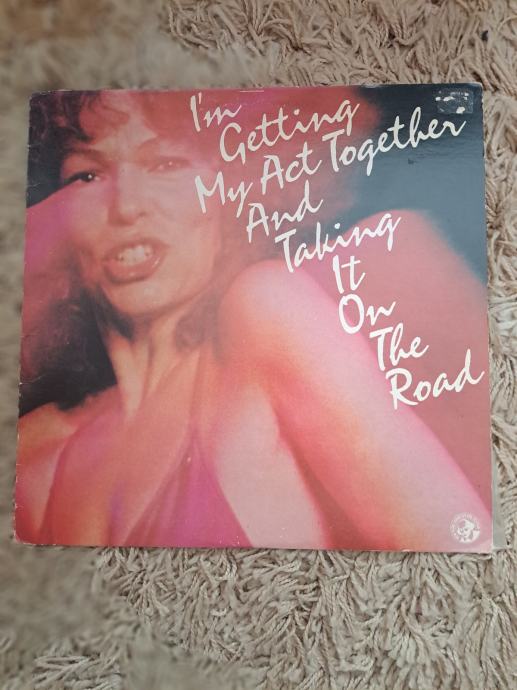 I'm
Getting
My Act Together
And
Taking
It
On
The
Road